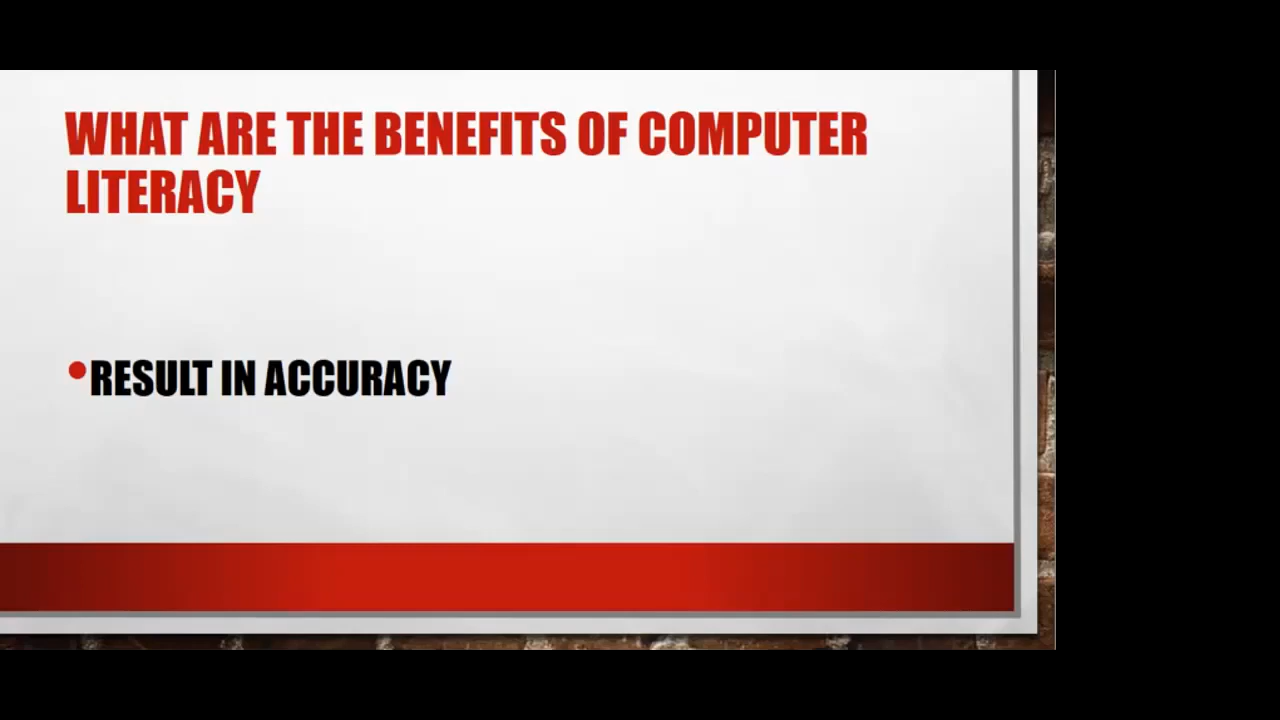 WHAT ARE THE BENEFITS OF COMPUTER
LITERACY
•RESULT IN ACCURACY